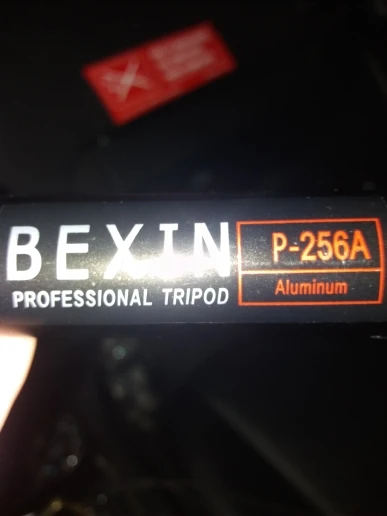 BEXIN
PROFESSIONAL TRIPOD
P-256A
Aluminum